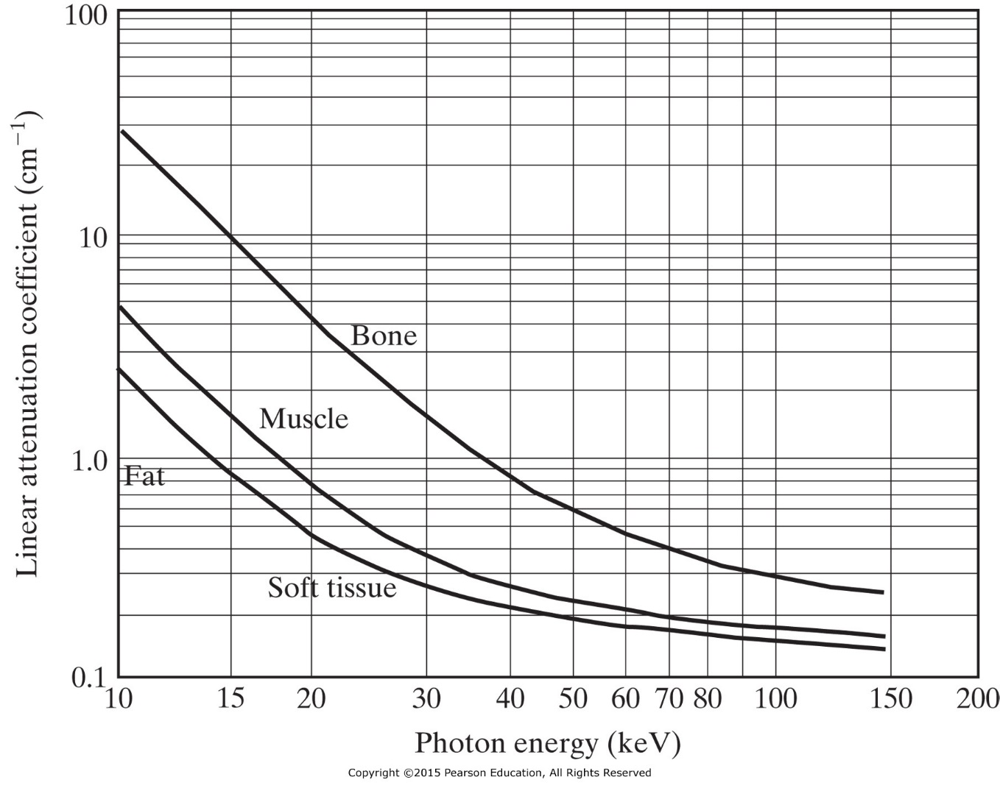 100
10
1.0
0.1
Linear attenuation coefficient (cm⁻¹)
Bone
Muscle
Fat
Soft tissue
10 15 20 30 40 50 60 70 80 100 150 200
Photon energy (keV)
Copyright ©2015 Pearson Education, All Rights Reserved